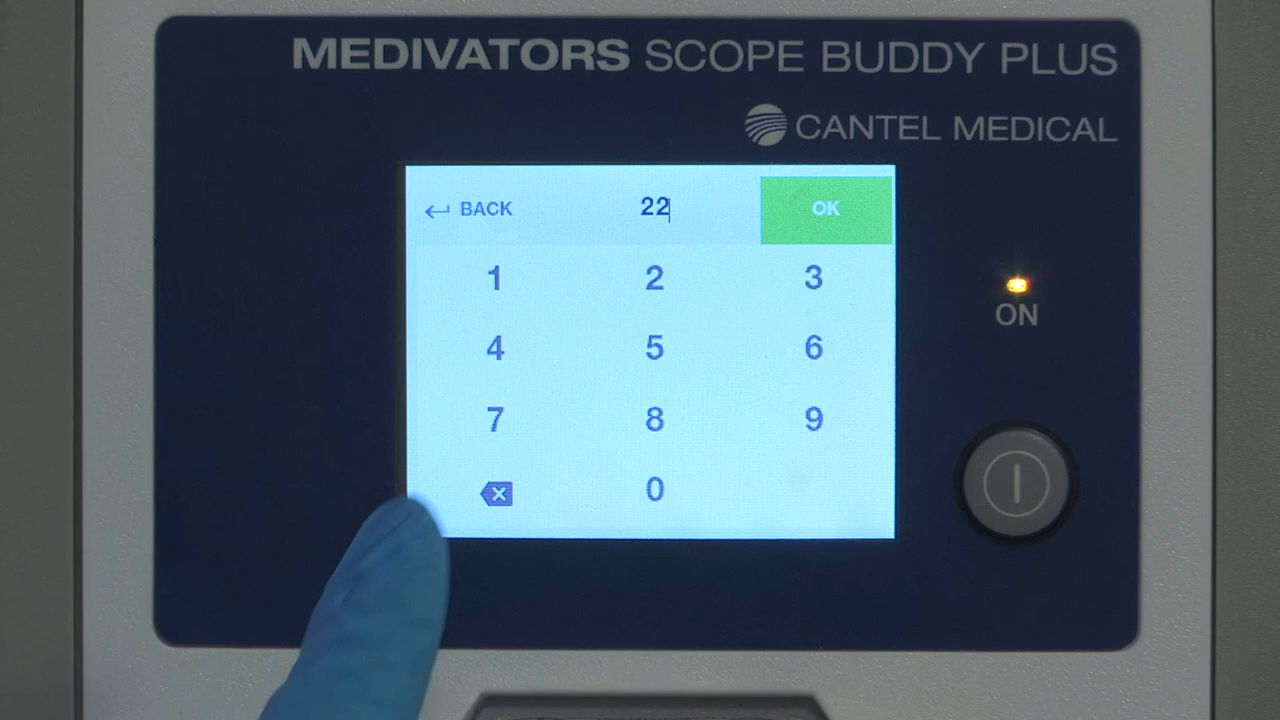 MEDIVATORS SCOPE BUDDY PLUS
CANTEL MEDICAL
BACK 22 OK
1 2 3
4 5 6
7 8 9
0
ON